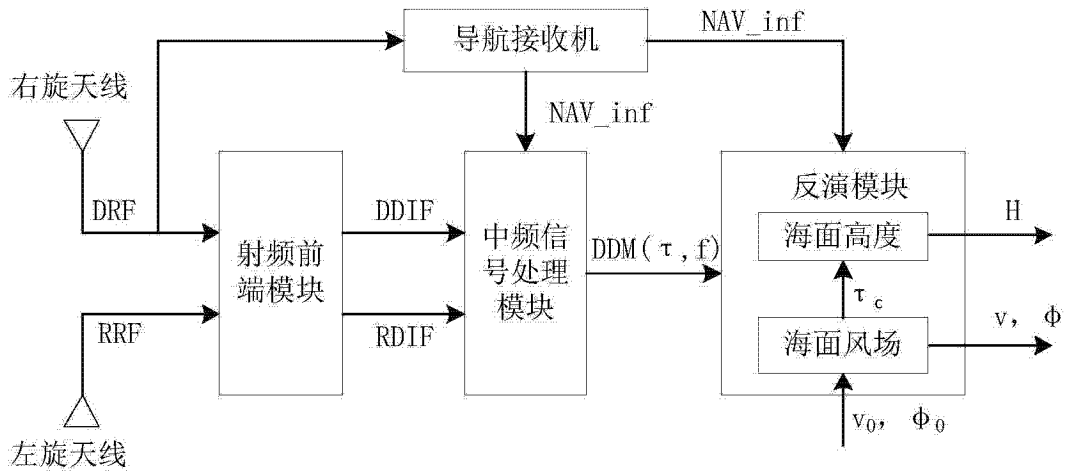 导航接收机
NAV_inf
右旋天线
NAV_inf
反演模块
DRF
DDIF
H
射频前
端模块
中频信
号处理
模块
DDM(τ,f)
海面高度
τc
RRF
RDIF
海面风场
v, ϕ
v0, ϕ0
左旋天线